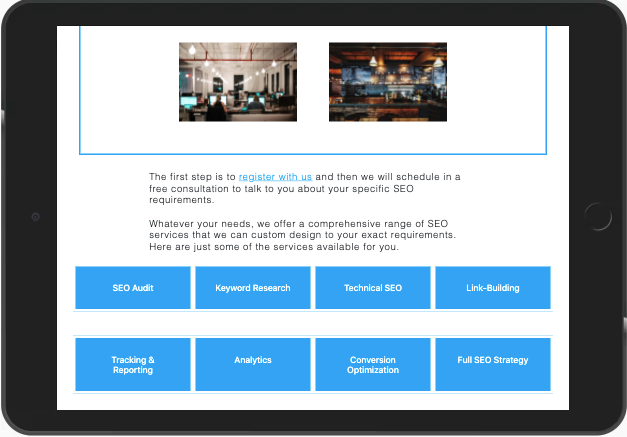 The first step is to register with us and then we will schedule in a
free consultation to talk to you about your specific SEO
requirements.
Whatever your needs, we offer a comprehensive range of SEO
services that we can custom design to your exact requirements.
Here are just some of the services available for you.
SEO Audit
Keyword Research
Technical SEO
Link-Building
Tracking &
Reporting
Analytics
Conversion
Optimization
Full SEO Strategy